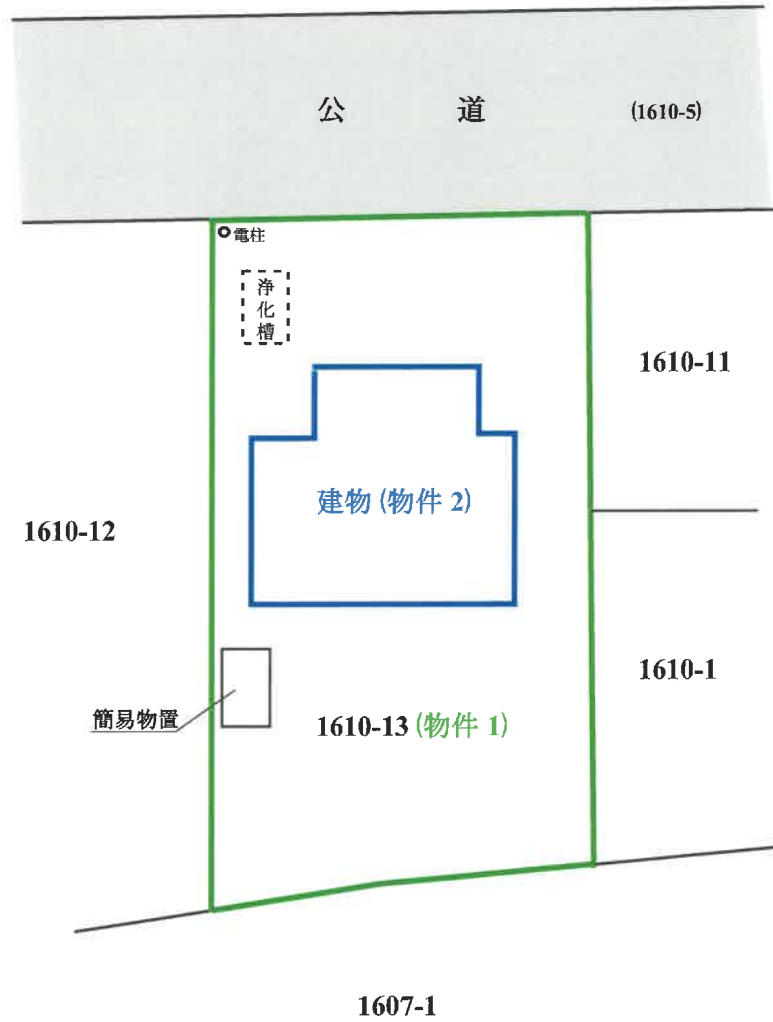 公 道 (1610-5)
電柱
浄化槽
1610-11
建物 (物件 2)
1610-12
1610-1
簡易物置
1610-13 (物件 1)
1607-1